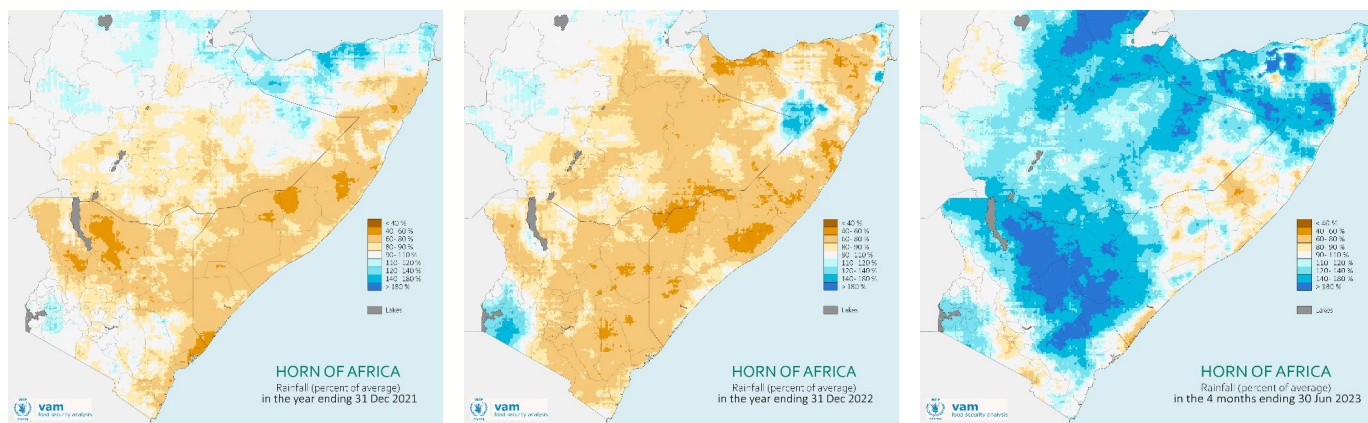 < 40 %
40- 60 %
60- 80 %
80- 90 %
90- 110 %
110- 120 %
120- 140 %
140- 180 %
> 180 %
Lakes
HORN OF AFRICA
Rainfall (percent of average)
in the year ending 31 Dec 2021
WFP
vam
food security analysis
< 40 %
40- 60 %
60- 80 %
80- 90 %
90- 110 %
110- 120 %
120- 140 %
140- 180 %
> 180 %
Lakes
HORN OF AFRICA
Rainfall (percent of average)
in the year ending 31 Dec 2022
WFP
vam
food security analysis
< 40 %
40- 60 %
60- 80 %
80- 90 %
90- 110 %
110- 120 %
120- 140 %
140- 180 %
> 180 %
Lakes
HORN OF AFRICA
Rainfall (percent of average)
in the 4 months ending 30 Jun 2023
WFP
vam
food security analysis